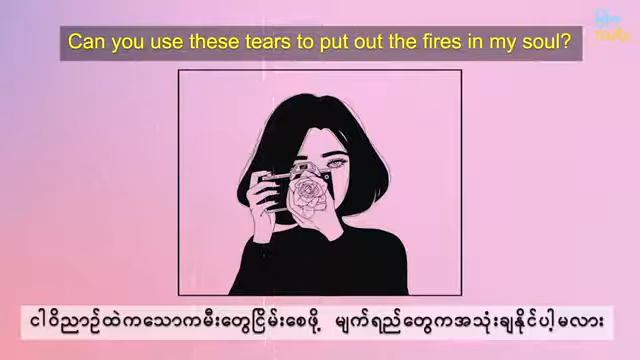 Can you use these tears to put out the fires in my soul?
ငါဝိညာဉ်ထဲကသောကမီးတွေငြိမ်းစေဖို့ မျက်ရည်တွေကအသုံးချနိုင်ပါ့မလား